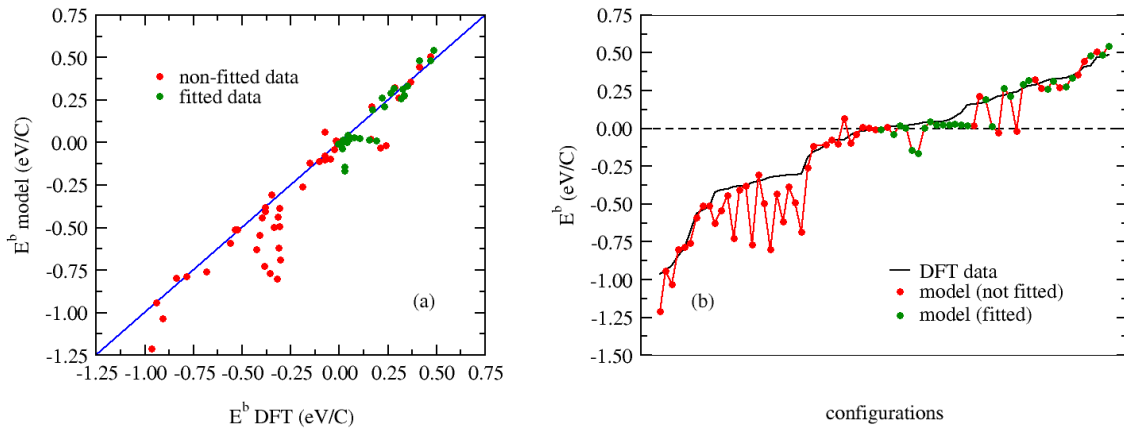 0.75
0.50
0.25
0.00
-0.25
-0.50
-0.75
-1.00
-1.25
E^b model (eV/C)
non-fitted data
fitted data
(a)
-1.25 -1.00 -0.75 -0.50 -0.25 0.00 0.25 0.50 0.75
E^b DFT (eV/C)
0.75
0.50
0.25
0.00
-0.25
-0.50
-0.75
-1.00
-1.25
-1.50
E^b (eV/C)
(b)
DFT data
model (not fitted)
model (fitted)
configurations